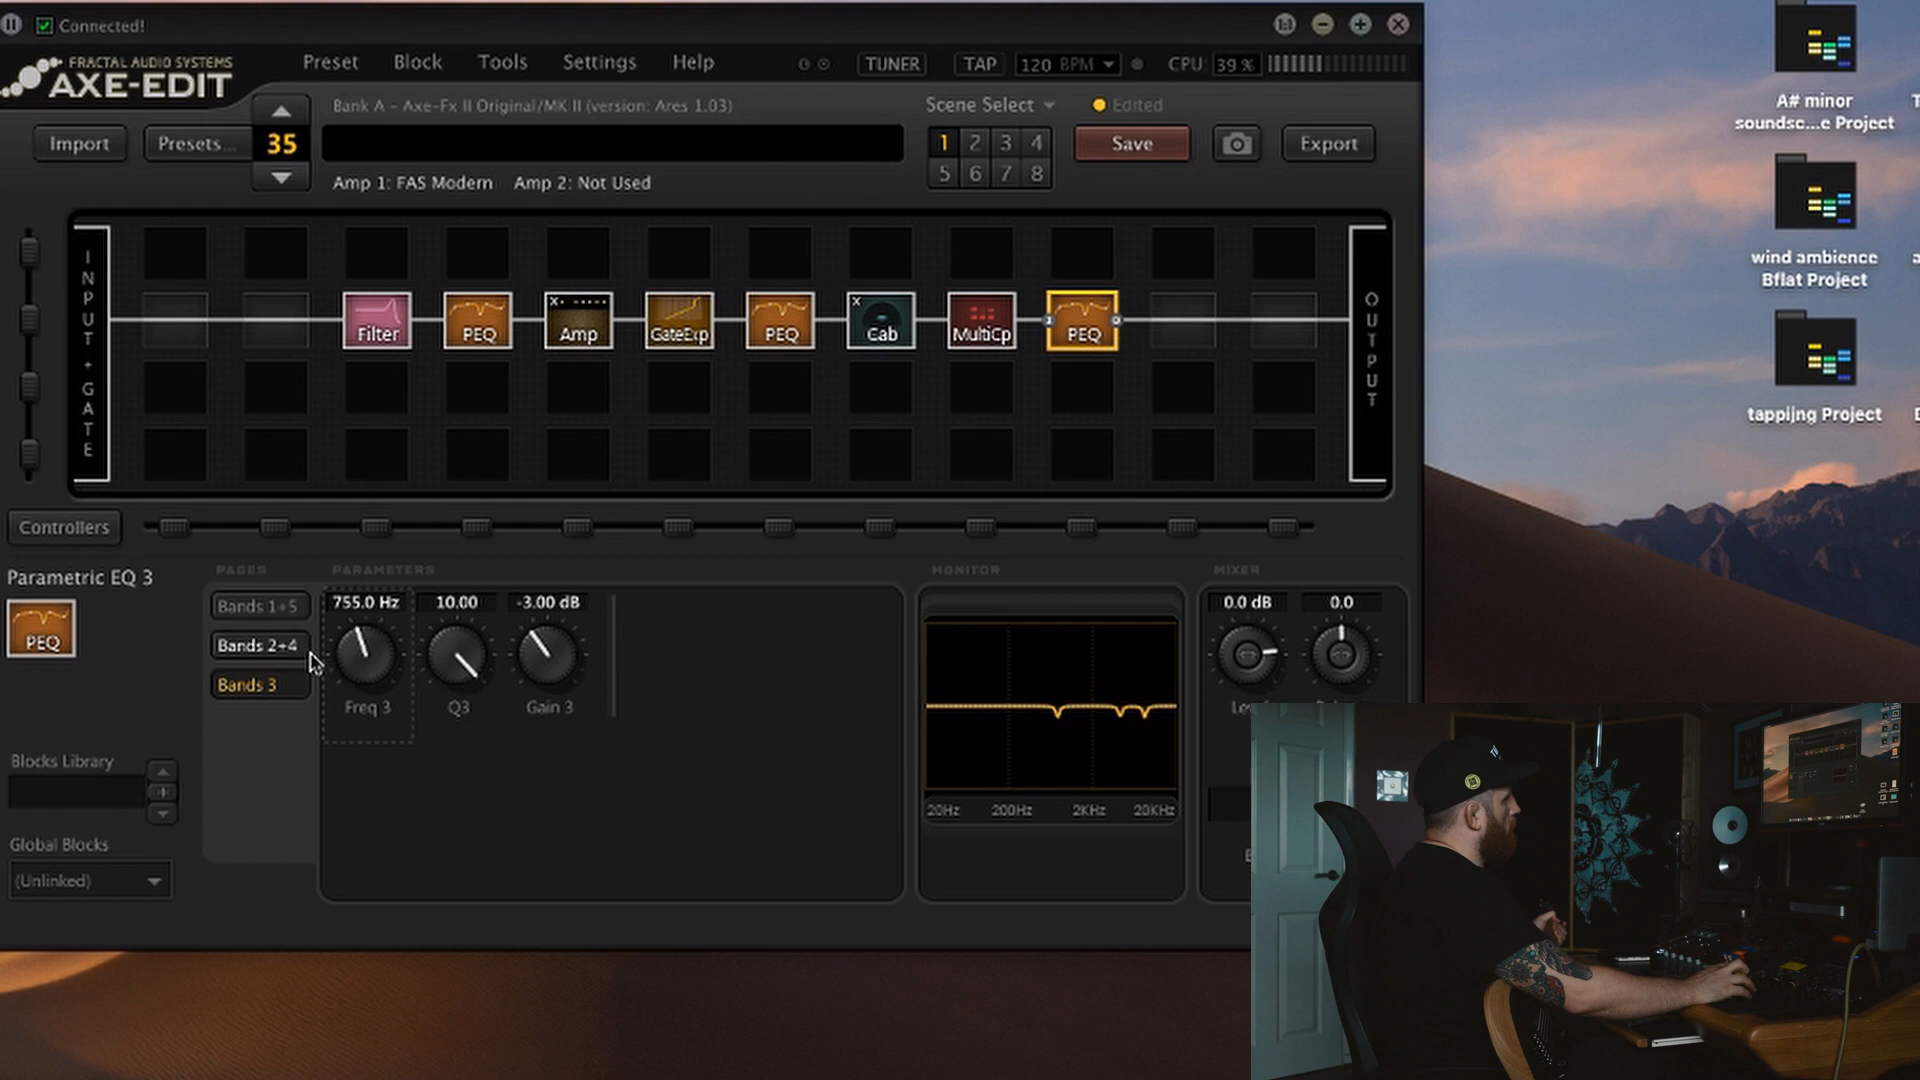 Connected!
FRACTAL AUDIO SYSTEMS
AXE-EDIT
Preset
Block
Tools
Settings
Help
TUNER
TAP
120 BPM
CPU:
39 %
Bank A - Axe-Fx II Original/MK II (version: Ares 1.03)
Scene Select
Edited
Import
Presets...
35
1 2 3 4
5 6 7 8
Save
Export
Amp 1: FAS Modern
Amp 2: Not Used
INPUT + GATE
Filter
PEQ
Amp
GateExp
PEQ
Cab
MultiCp
PEQ
OUTPUT
Controllers
Parametric EQ 3
PEQ
PAGES
Bands 1+5
Bands 2+4
Bands 3
PARAMETERS
755.0 Hz
10.00
-3.00 dB
Freq 3
Q3
Gain 3
MONITOR
20Hz
200Hz
2KHz
20KHz
MIXER
0.0 dB
0.0
Blocks Library
Global Blocks
(Unlinked)
A# minor
soundsc...e Project
wind ambience
Bflat Project
tappijng Project